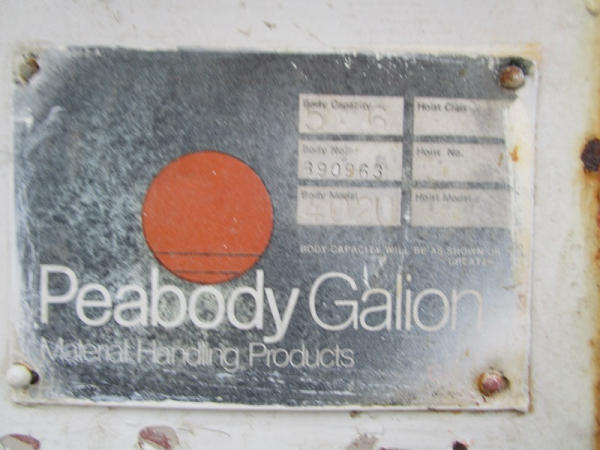 Body Capacity Hoist Class
5 - 6
Body No. Hoist No.
390963
Body Model Hoist Model
BODY CAPACITY WILL BE AS SHOWN OR
GREATER
Peabody Galion
Material Handling Products